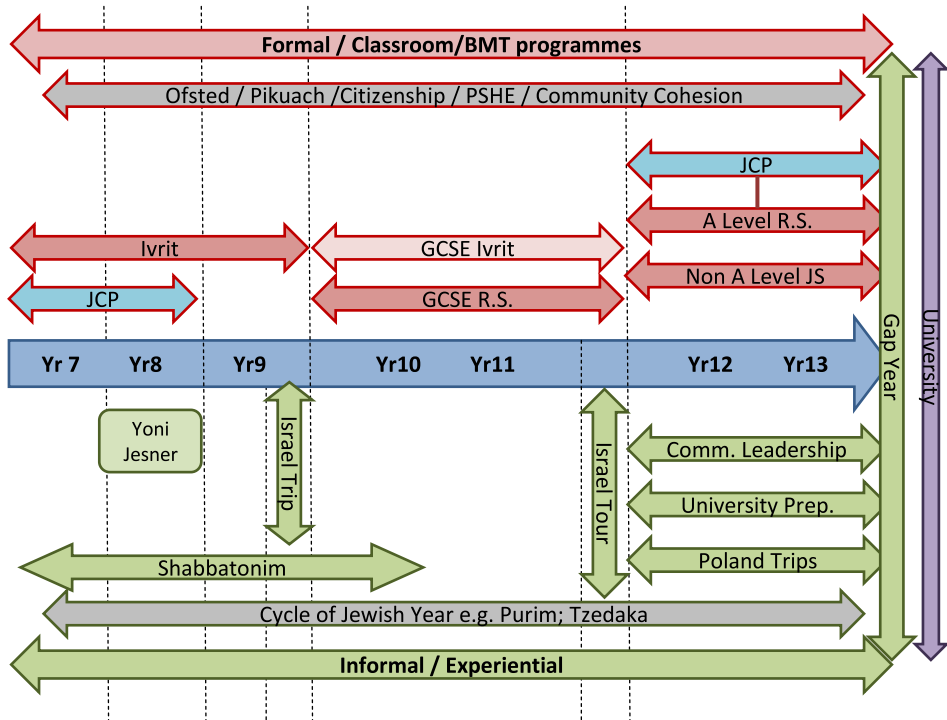 Formal / Classroom/BMT programmes
Ofsted / Pikuach /Citizenship / PSHE / Community Cohesion
JCP
A Level R.S.
Ivrit
GCSE Ivrit
Non A Level JS
JCP
GCSE R.S.
Yr 7
Yr8
Yr9
Yr10
Yr11
Yr12
Yr13
Gap Year
University
Yoni
Jesner
Israel Trip
Israel Tour
Comm. Leadership
University Prep.
Poland Trips
Shabbatonim
Cycle of Jewish Year e.g. Purim; Tzedaka
Informal / Experiential